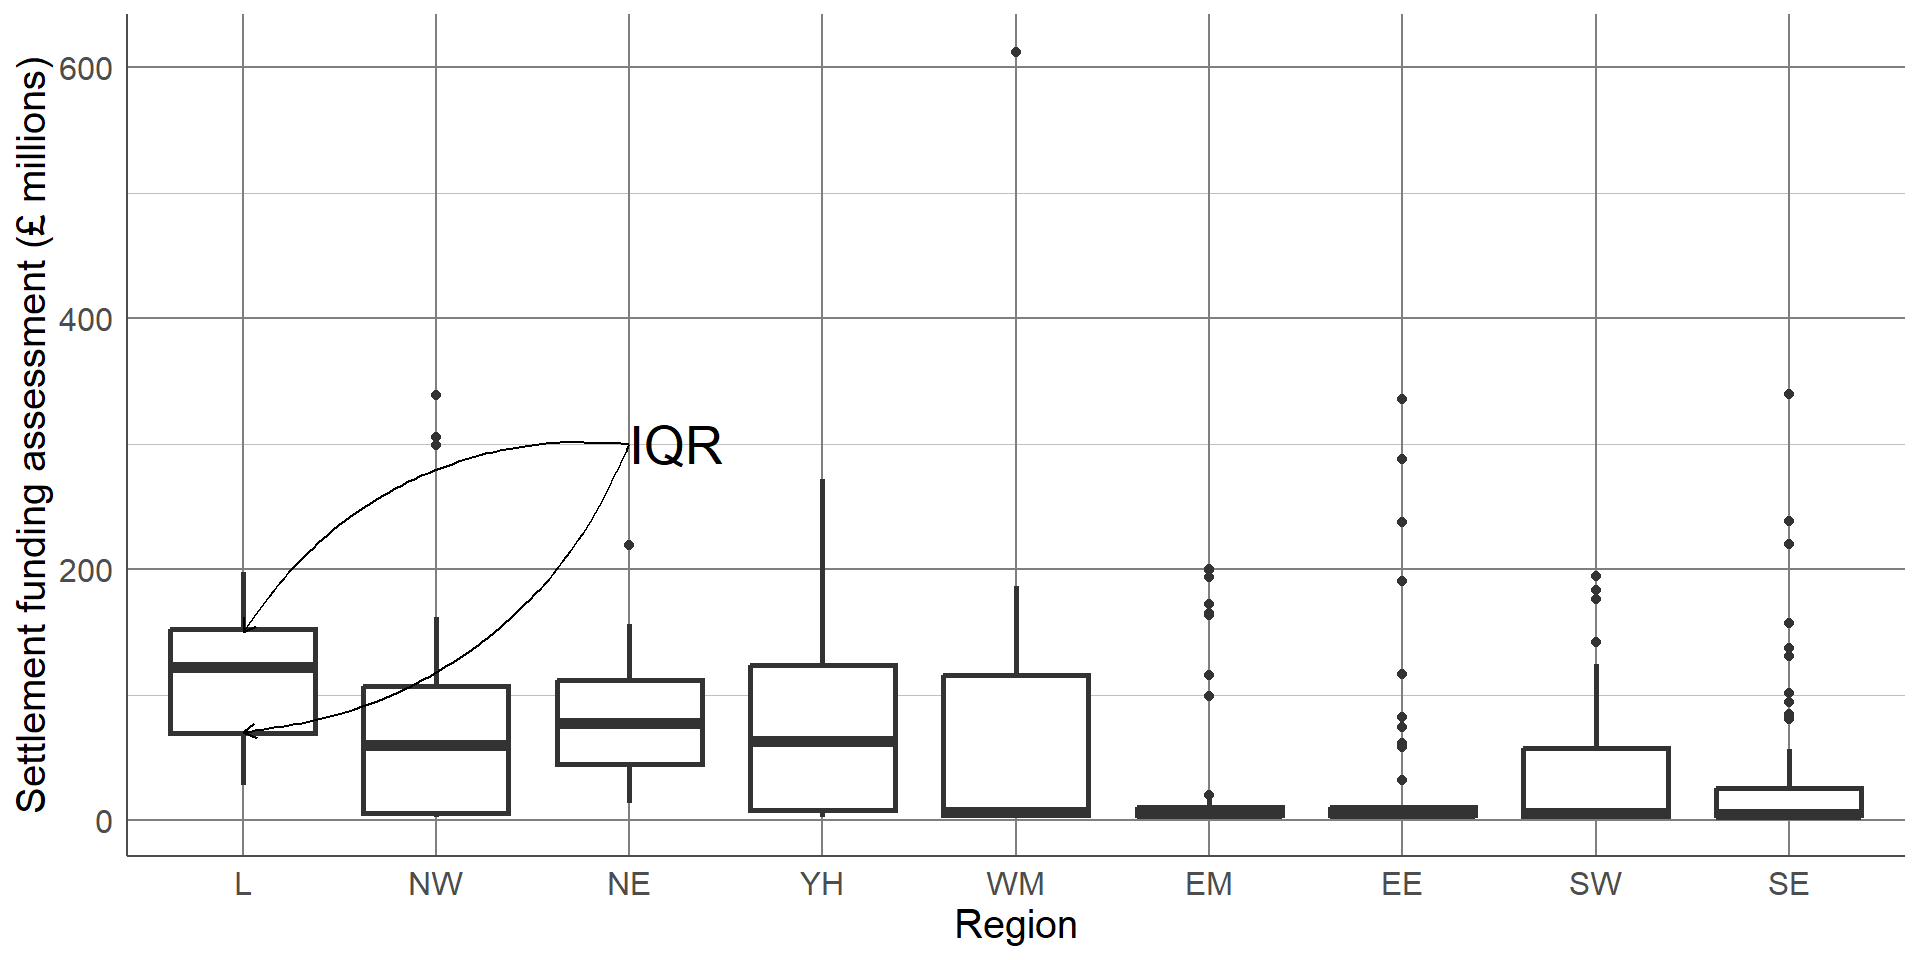 Settlement funding assessment (£ millions)
600
400
200
0
IQR
L NW NE YH WM EM EE SW SE
Region